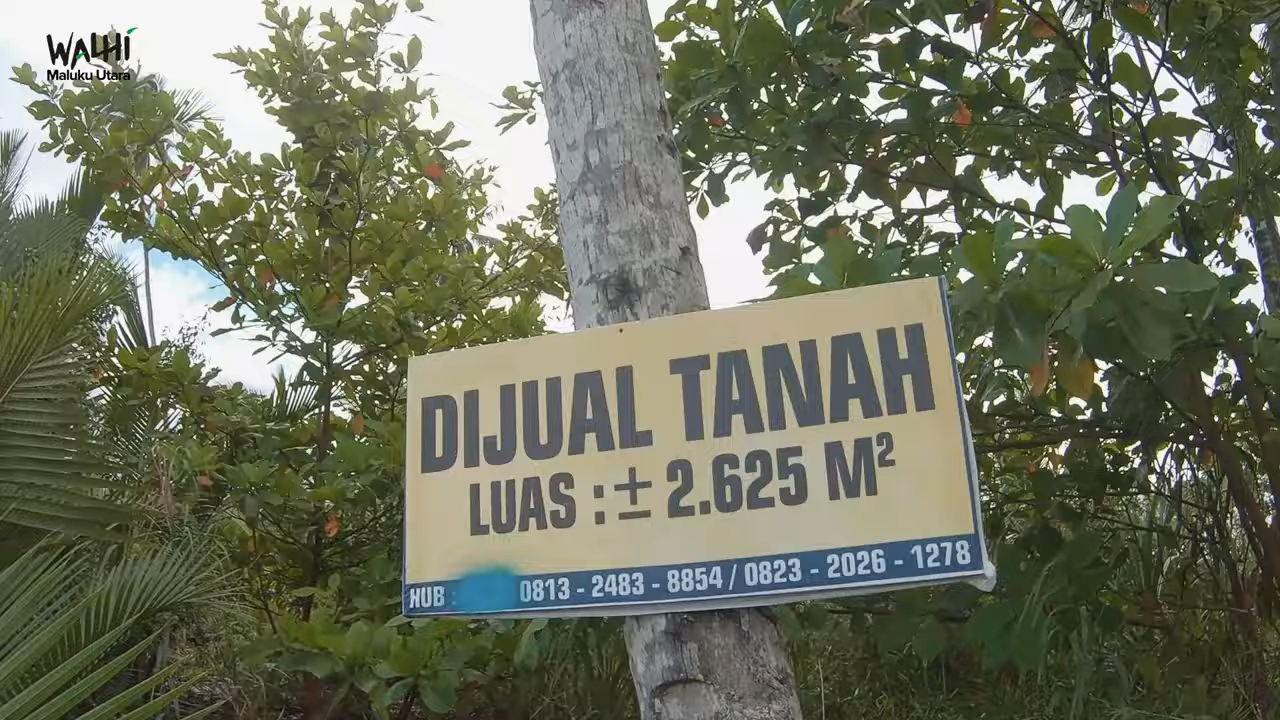 WALHI
Maluku Utara
DIJUAL TANAH
LUAS : ± 2.625 M²
HUB : 0813 - 2483 - 8854 / 0823 - 2026 - 1278